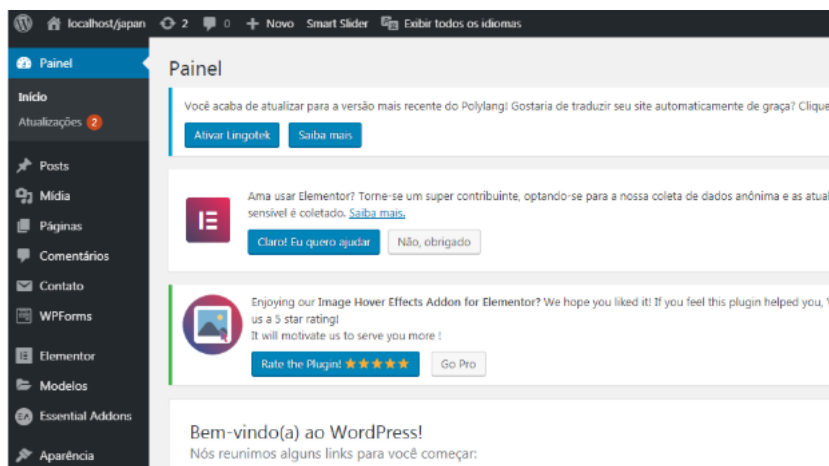 localhost/japan 2 0 Novo Smart Slider Exibir todos os idiomas
Painel
Início
Atualizações 2
Posts
Mídia
Páginas
Comentários
Contato
WPForms
Elementor
Modelos
Essential Addons
Aparência
Painel
Você acaba de atualizar para a versão mais recente do Polylang! Gostaria de traduzir seu site automaticamente de graça? Clique
Ativar Lingotek Saiba mais
Ama usar Elementor? Torne-se um super contribuinte, optando-se para a nossa coleta de dados anônima e as atual
sensível é coletado. Saiba mais.
Claro! Eu quero ajudar Não, obrigado
Enjoying our Image Hover Effects Addon for Elementor? We hope you liked it! If you feel this plugin helped you,
us a 5 star rating!
It will motivate us to serve you more !
Rate the Plugin! ★★★★★ Go Pro
Bem-vindo(a) ao WordPress!
Nós reunimos alguns links para você começar: